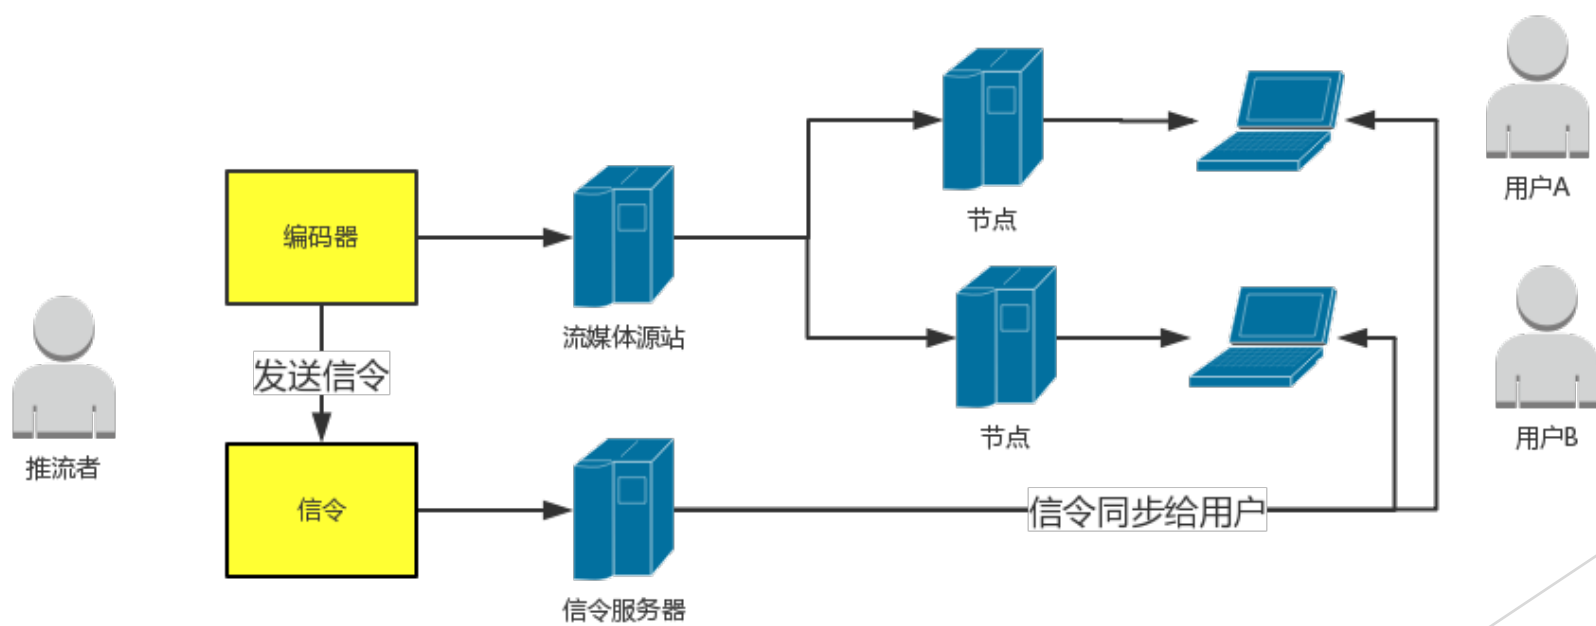 用户A
节点
编码器
流媒体源站
用户B
发送信令
节点
推流者
信令
信令同步给用户
信令服务器